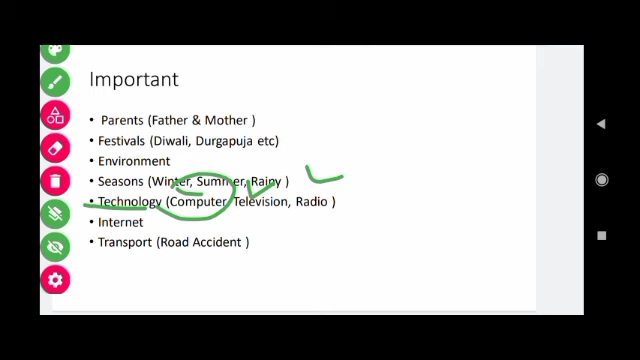 Important
• Parents (Father & Mother )
• Festivals (Diwali, Durgapuja etc)
• Environment
• Seasons (Winter, Summer, Rainy )
• Technology (Computer, Television, Radio )
• Internet
• Transport (Road Accident )